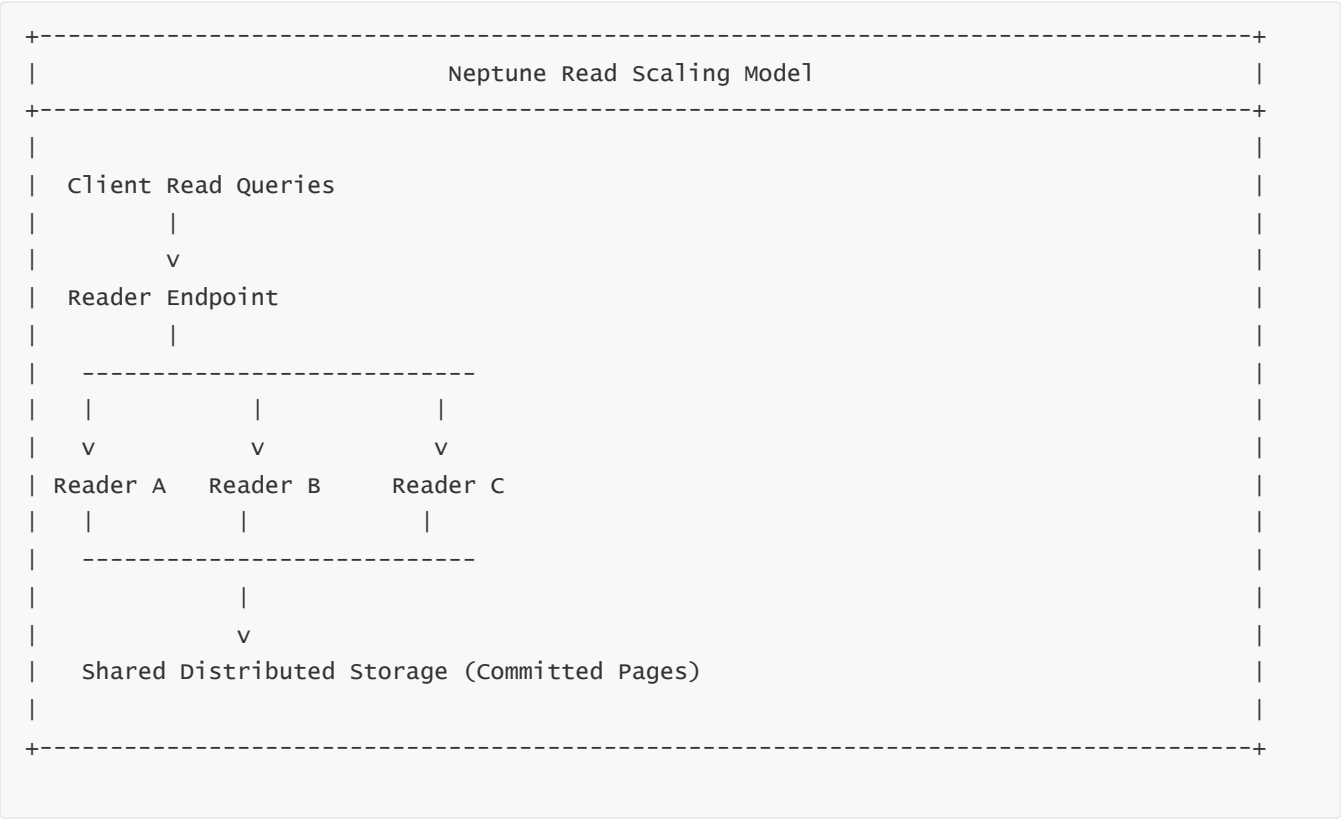 +--------------------------------------------------------------------------------------+
|                             Neptune Read Scaling Model                               |
+--------------------------------------------------------------------------------------+
|                                                                                      |
|  Client Read Queries                                                                 |
|         |                                                                            |
|         v                                                                            |
|  Reader Endpoint                                                                     |
|         |                                                                            |
|   ----------------------------                                                       |
|   |           |            |                                                         |
|   v           v            v                                                         |
| Reader A   Reader B     Reader C                                                     |
|   |          |            |                                                          |
|   ----------------------------                                                       |
|              |                                                                       |
|              v                                                                       |
|   Shared Distributed Storage (Committed Pages)                                       |
|                                                                                      |
+--------------------------------------------------------------------------------------+